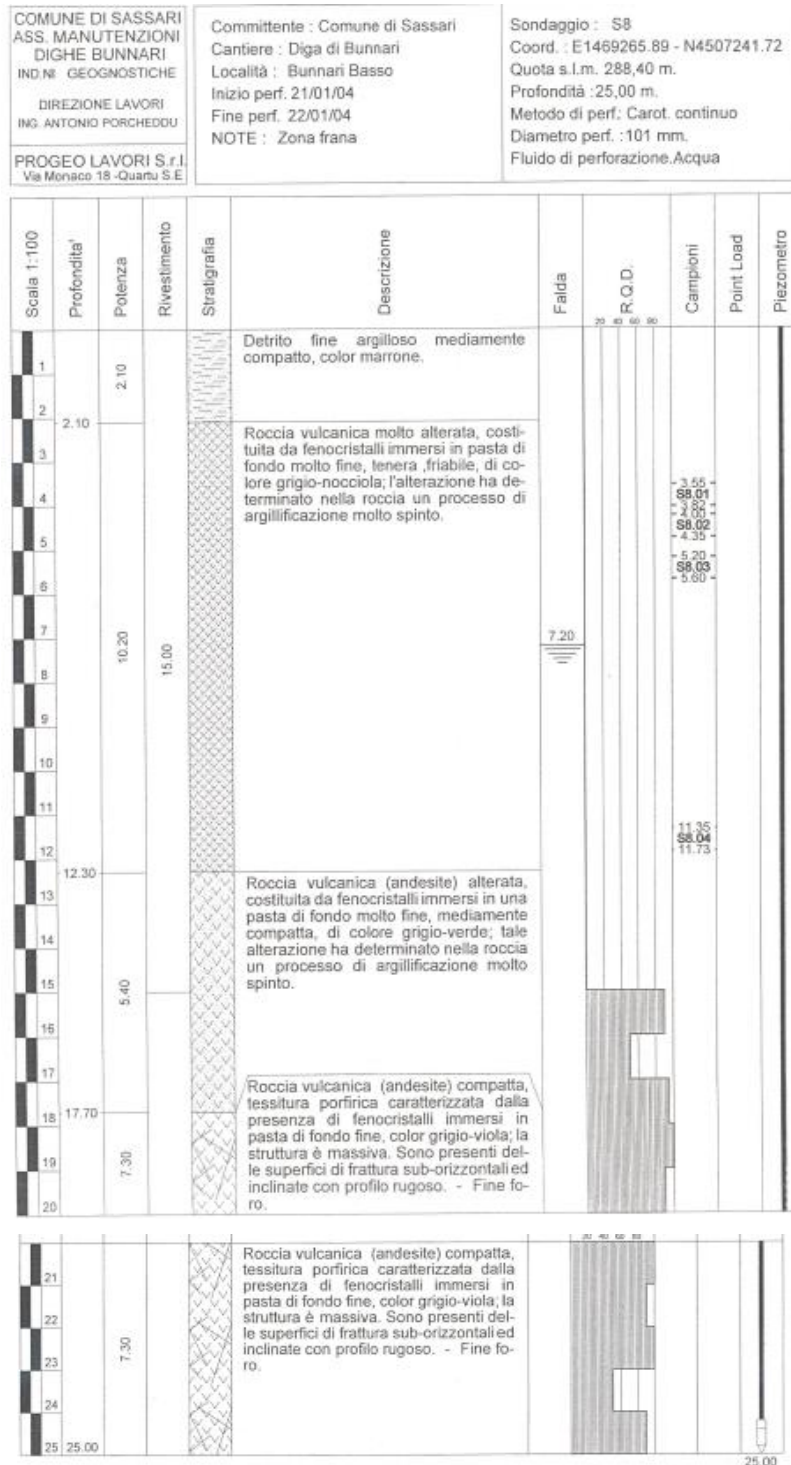 COMUNE DI SASSARI
ASS. MANUTENZIONI
DIGHE BUNNARI
IND.NI GEOGNOSTICHE
DIREZIONE LAVORI
ING. ANTONIO PORCHEDDU
PROGEO LAVORI S.r.l.
Via Monaco 18 -Quartu S.E
Committente : Comune di Sassari
Cantiere : Diga di Bunnari
Località : Bunnari Basso
Inizio perf. 21/01/04
Fine perf. 22/01/04
NOTE : Zona frana
Sondaggio : S8
Coord. : E1469265.89 - N4507241.72
Quota s.l.m. 288,40 m.
Profondità :25,00 m.
Metodo di perf.: Carot. continuo
Diametro perf. :101 mm.
Fluido di perforazione.Acqua
Scala 1:100
Profondita'
Potenza
Rivestimento
Stratigrafia
Descrizione
Falda
R.Q.D.
20 40 60 80
Campioni
Point Load
Piezometro
1
2
3
4
5
6
7
8
9
10
11
12
13
14
15
16
17
18
19
20
2.10
12.30
17.70
2.10
10.20
5.40
7.30
15.00
Detrito fine argilloso mediamente
compatto, color marrone.
Roccia vulcanica molto alterata, costi-
tuita da fenocristalli immersi in pasta di
fondo molto fine, tenera ,friabile, di co-
lore grigio-nocciola; l'alterazione ha de-
terminato nella roccia un processo di
argillificazione molto spinto.
Roccia vulcanica (andesite) alterata,
costituita da fenocristalli immersi in una
pasta di fondo molto fine, mediamente
compatta, di colore grigio-verde; tale
alterazione ha determinato nella roccia
un processo di argillificazione molto
spinto.
Roccia vulcanica (andesite) compatta,
tessitura porfirica caratterizzata dalla
presenza di fenocristalli immersi in
pasta di fondo fine, color grigio-viola; la
struttura è massiva. Sono presenti del-
le superfici di frattura sub-orizzontali ed
inclinate con profilo rugoso. - Fine fo-
ro.
7.20
3.55
S8.01
3.82
4.00
S8.02
4.35
5.20
S8.03
5.60
11.35
S8.04
11.73
21
22
23
24
25
25.00
7.30
Roccia vulcanica (andesite) compatta,
tessitura porfirica caratterizzata dalla
presenza di fenocristalli immersi in
pasta di fondo fine, color grigio-viola; la
struttura è massiva. Sono presenti del-
le superfici di frattura sub-orizzontali ed
inclinate con profilo rugoso. - Fine fo-
ro.
20 40 60 80
25.00